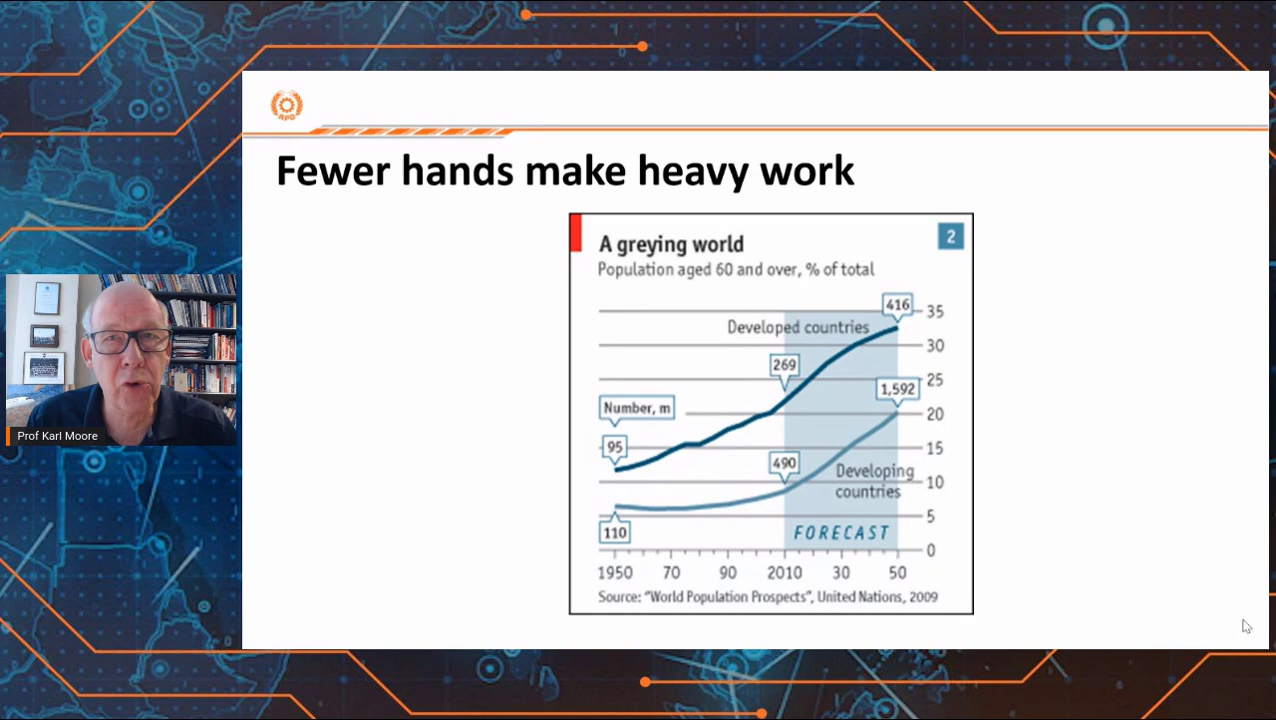 APO
Fewer hands make heavy work
A greying world
2
Population aged 60 and over, % of total
416
35
Developed countries
30
269
25
1,592
Number, m
20
95
15
490
Developing
countries
10
110
5
FORECAST
0
1950 70 90 2010 30 50
Source: "World Population Prospects", United Nations, 2009
Prof Karl Moore